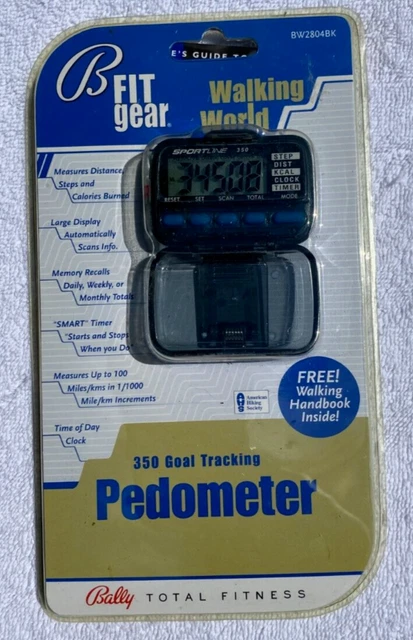 BW2804BK
E'S GUIDE TO
B FIT gear®
Walking World
SPORTLINE 350
34508
STEP
DIST
KCAL
CLOCK
TIMER
RESET SET SCAN TOTAL MODE
Measures Distance,
Steps and
Calories Burned
Large Display
Automatically
Scans Info.
Memory Recalls
Daily, Weekly, or
Monthly Totals
"SMART" Timer
"Starts and Stops
When you Do"
Measures Up to 100
Miles/kms in 1/1000
Mile/km Increments
Time of Day
Clock
American
Hiking
Society
FREE!
Walking
Handbook
Inside!
350 Goal Tracking
Pedometer
Bally TOTAL FITNESS